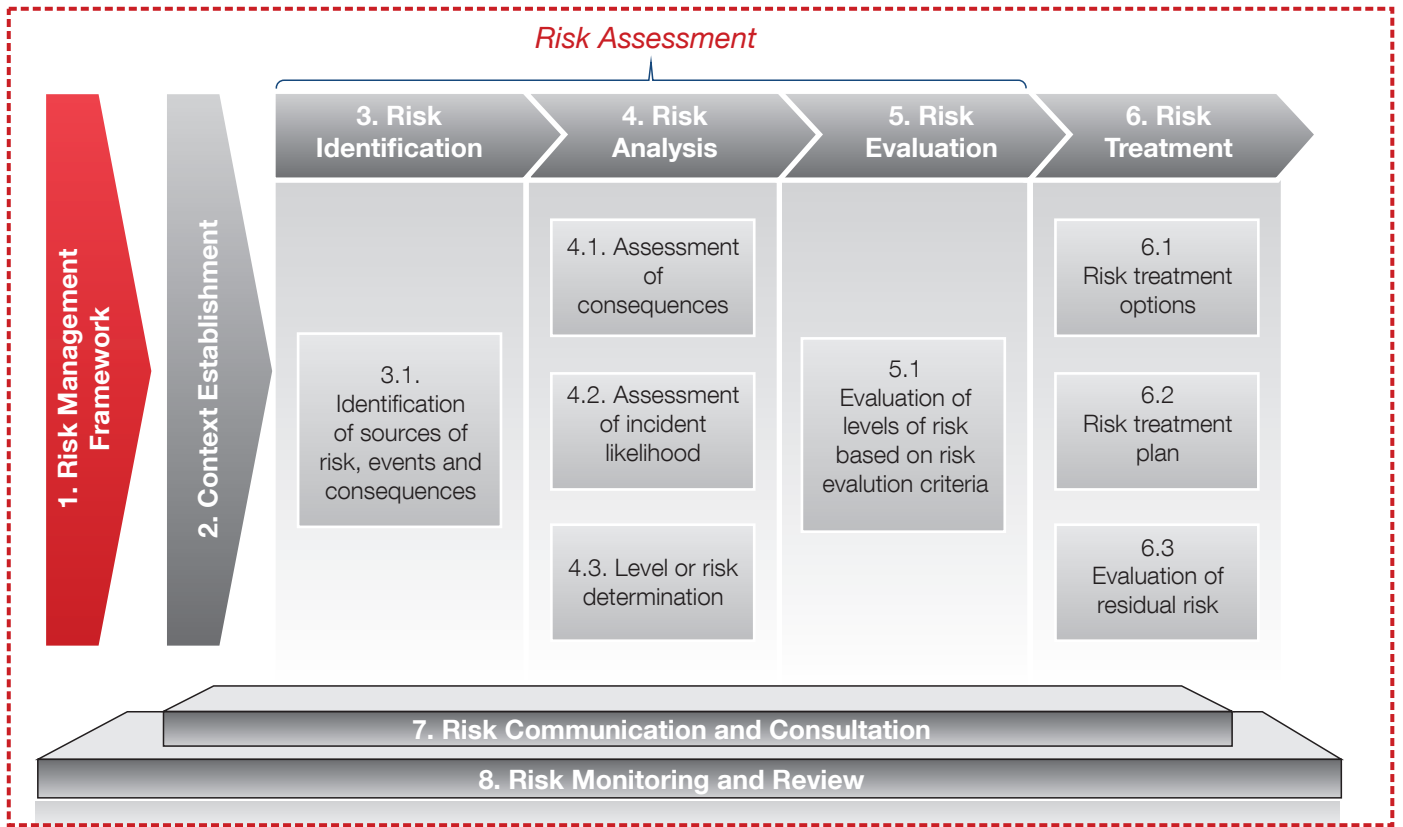 Risk Assessment
1. Risk Management
Framework
2. Context Establishment
3. Risk
Identification
4. Risk
Analysis
5. Risk
Evaluation
6. Risk
Treatment
3.1.
Identification
of sources of
risk, events and
consequences
4.1. Assessment
of
consequences
4.2. Assessment
of incident
likelihood
4.3. Level or risk
determination
5.1
Evaluation of
levels of risk
based on risk
evalution criteria
6.1
Risk treatment
options
6.2
Risk treatment
plan
6.3
Evaluation of
residual risk
7. Risk Communication and Consultation
8. Risk Monitoring and Review